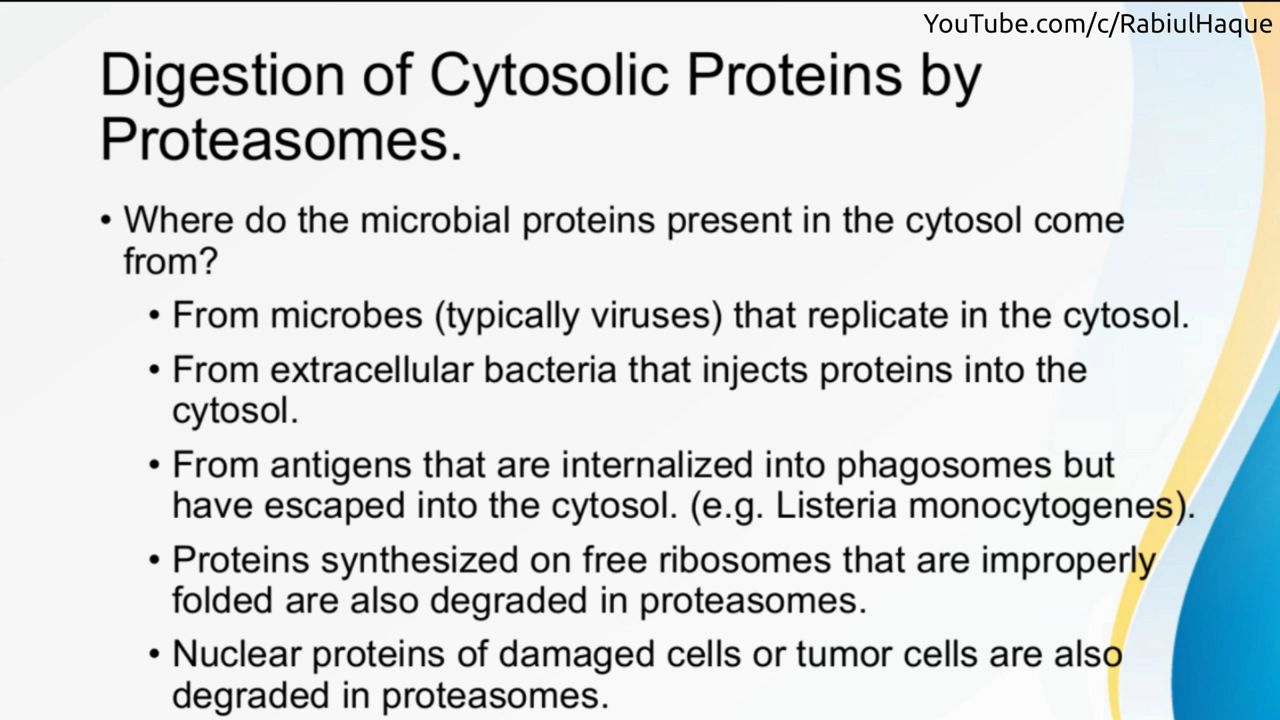 YouTube.com/c/RabiulHaque
Digestion of Cytosolic Proteins by
Proteasomes.
• Where do the microbial proteins present in the cytosol come
from?
• From microbes (typically viruses) that replicate in the cytosol.
• From extracellular bacteria that injects proteins into the
cytosol.
• From antigens that are internalized into phagosomes but
have escaped into the cytosol. (e.g. Listeria monocytogenes).
• Proteins synthesized on free ribosomes that are improperly
folded are also degraded in proteasomes.
• Nuclear proteins of damaged cells or tumor cells are also
degraded in proteasomes.